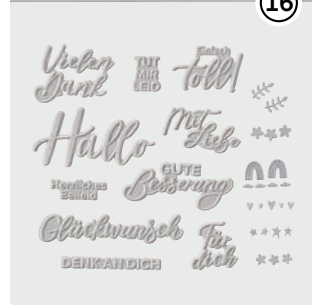 16
Vielen
Dank
TUT
MIR
LEID
Einfach
toll!
Hallo
Mit
Liebe
Herzliches
Beileid
GUTE
Besserung
Glückwunsch
Für
dich
DENK AN DICH